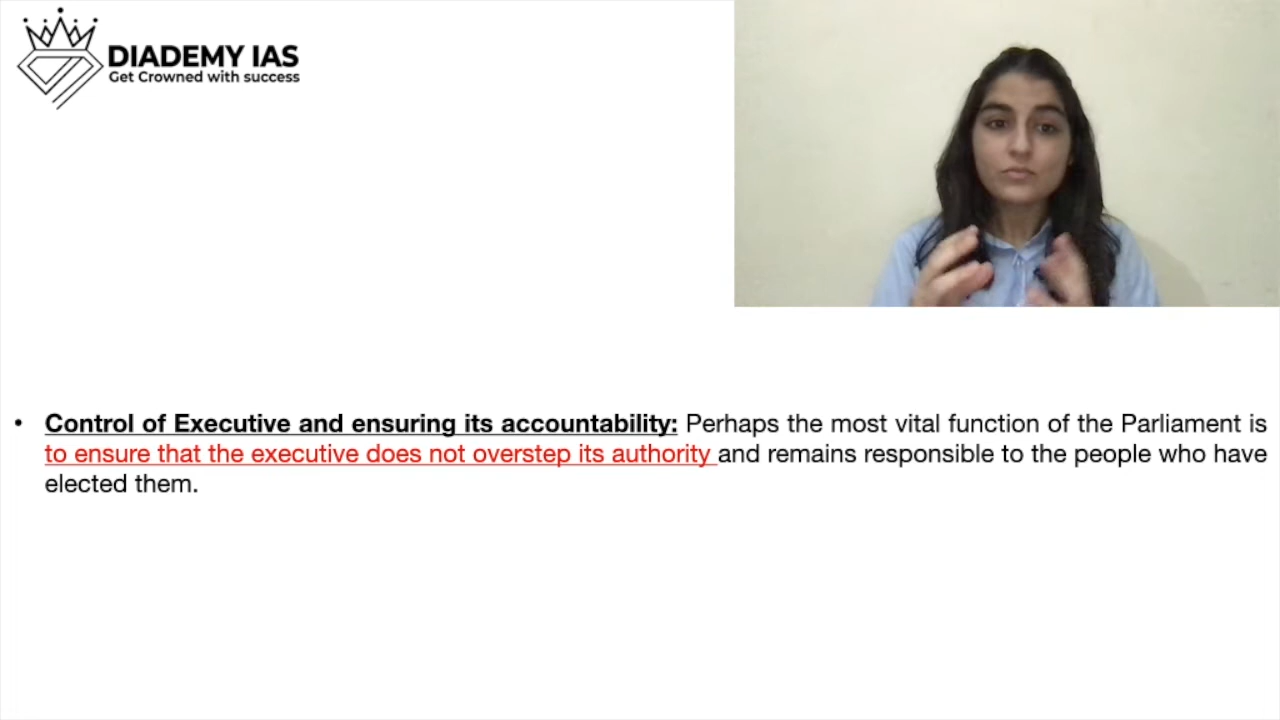 DIADEMY IAS
Get Crowned with success
• Control of Executive and ensuring its accountability: Perhaps the most vital function of the Parliament is
to ensure that the executive does not overstep its authority and remains responsible to the people who have
elected them.